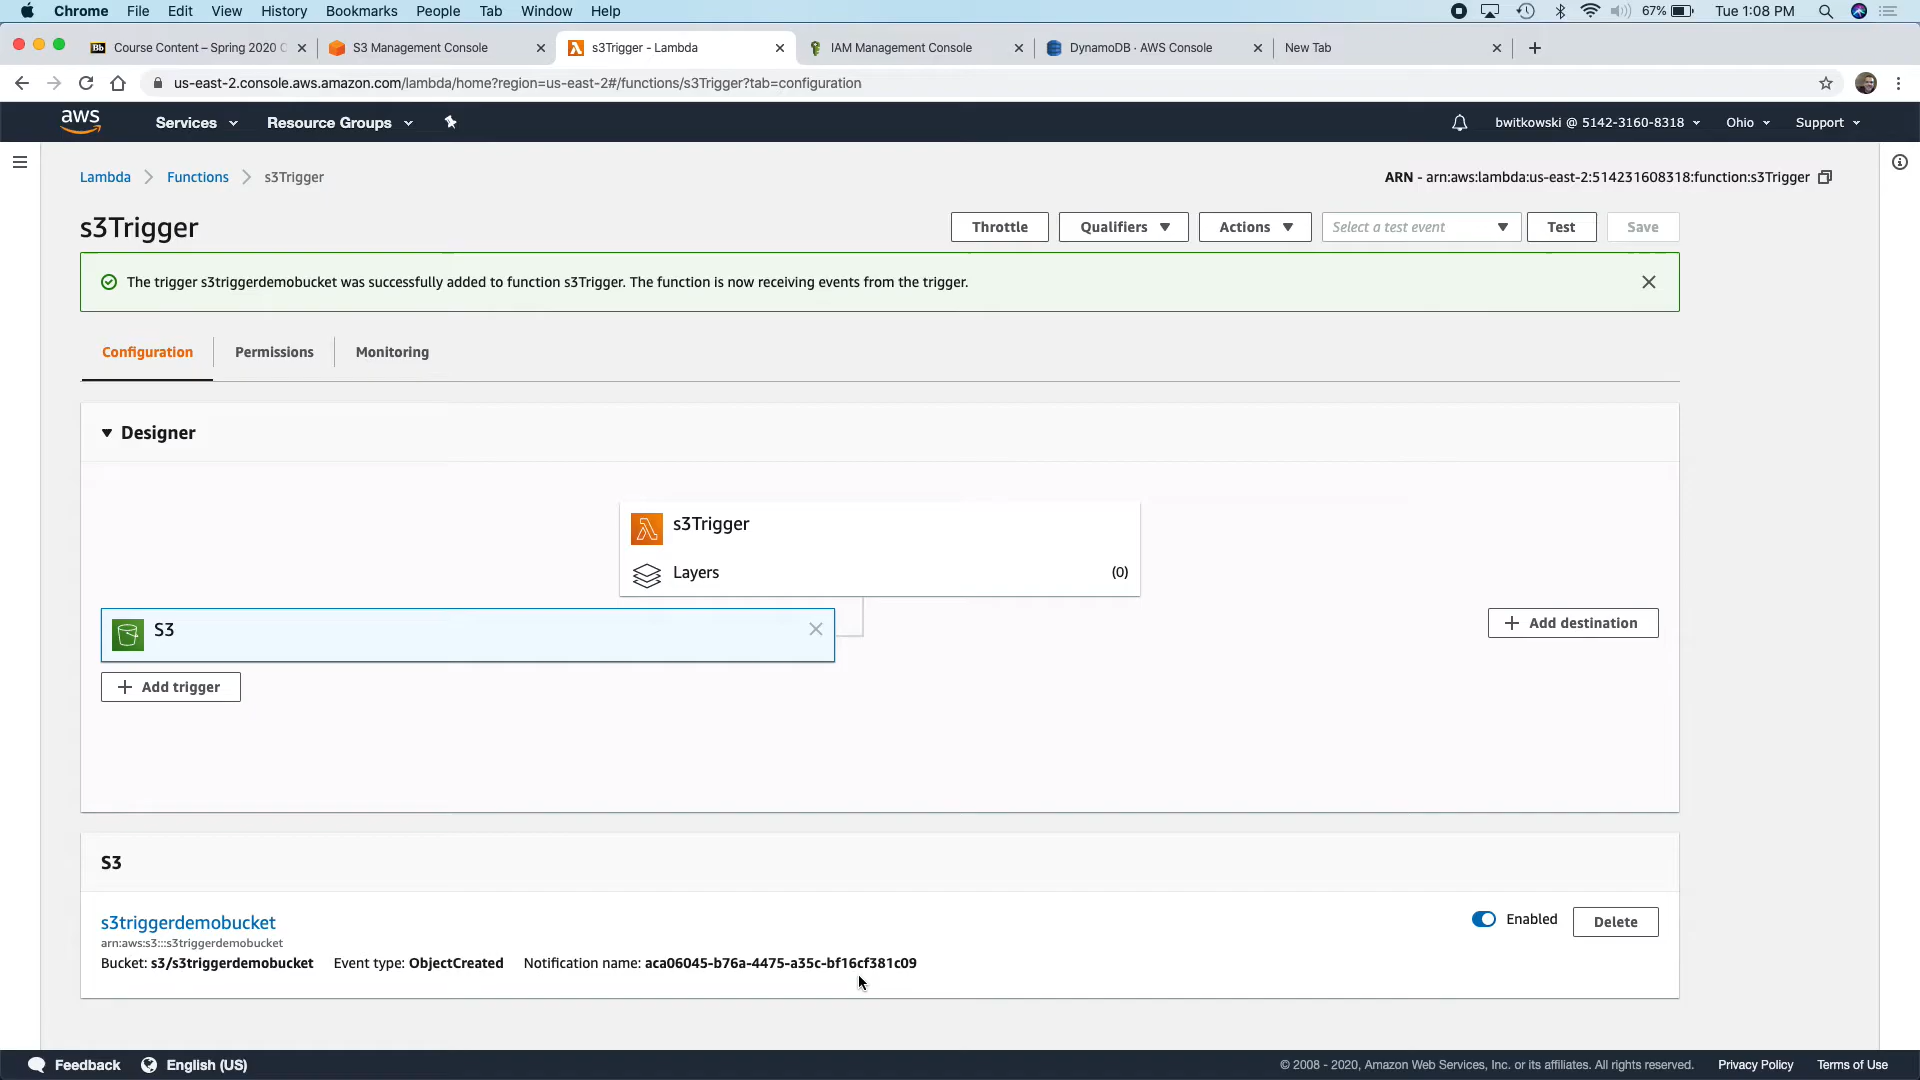 Chrome File Edit View History Bookmarks People Tab Window Help 67% Tue 1:08 PM
Bb Course Content – Spring 2020 C S3 Management Console s3Trigger - Lambda IAM Management Console DynamoDB · AWS Console New Tab
us-east-2.console.aws.amazon.com/lambda/home?region=us-east-2#/functions/s3Trigger?tab=configuration
aws Services Resource Groups bwitkowski @ 5142-3160-8318 Ohio Support
Lambda Functions s3Trigger ARN - arn:aws:lambda:us-east-2:514231608318:function:s3Trigger
s3Trigger Throttle Qualifiers Actions Select a test event Test Save
The trigger s3triggerdemobucket was successfully added to function s3Trigger. The function is now receiving events from the trigger.
Configuration Permissions Monitoring
Designer
s3Trigger
Layers (0)
S3
Add destination
Add trigger
S3
s3triggerdemobucket Enabled Delete
arn:aws:s3:::s3triggerdemobucket
Bucket: s3/s3triggerdemobucket Event type: ObjectCreated Notification name: aca06045-b76a-4475-a35c-bf16cf381c09
Feedback English (US) © 2008 - 2020, Amazon Web Services, Inc. or its affiliates. All rights reserved. Privacy Policy Terms of Use